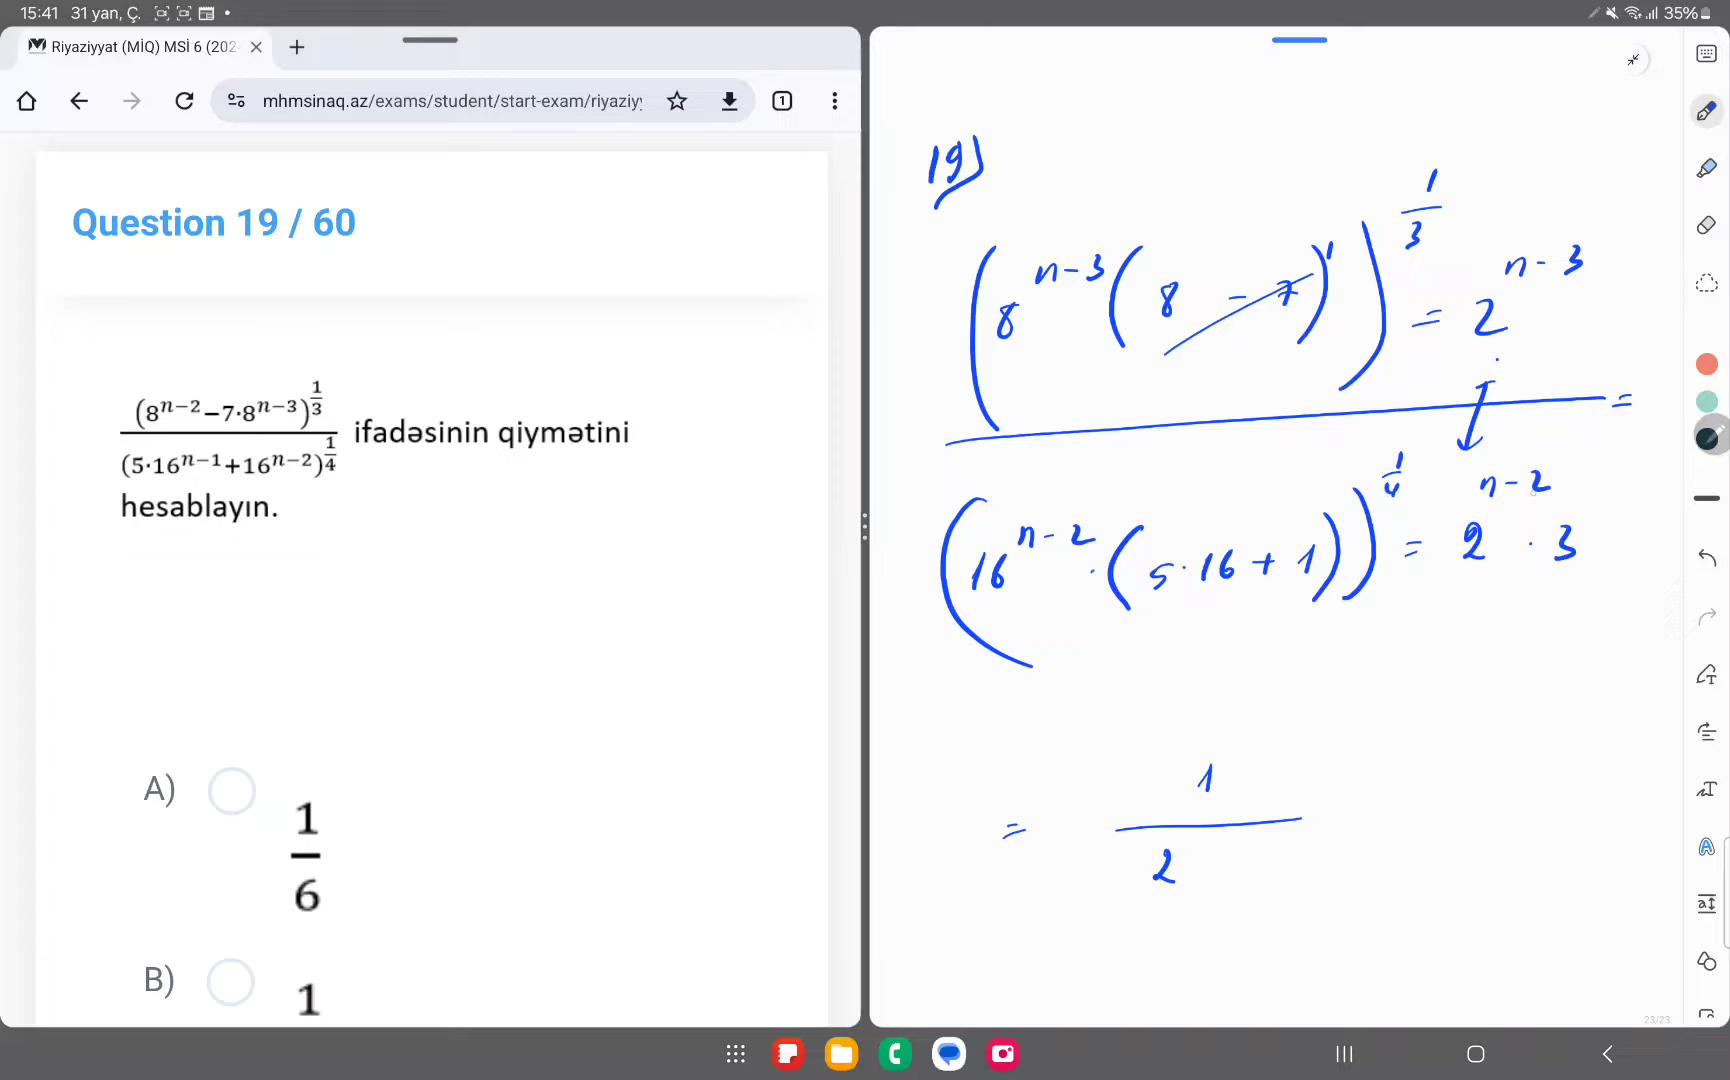 15:41 31 yan, Ç. •
35%
Riyaziyyat (MİQ) MSİ 6 (202
mhmsinaq.az/exams/student/start-exam/riyaziy
1
Question 19 / 60
(8^{n−2}−7·8^{n−3})^{1/3}
(5·16^{n−1}+16^{n−2})^{1/4}
ifadəsinin qiymətini
hesablayın.
A) 1/6
B) 1
19)
(8^{n-3}(8 - 7)^1)^{1/3} = 2^{n-3}
=
(16^{n-2} · (5·16 + 1))^{1/4} = 2^{n-2} · 3
= 1/2
23/23